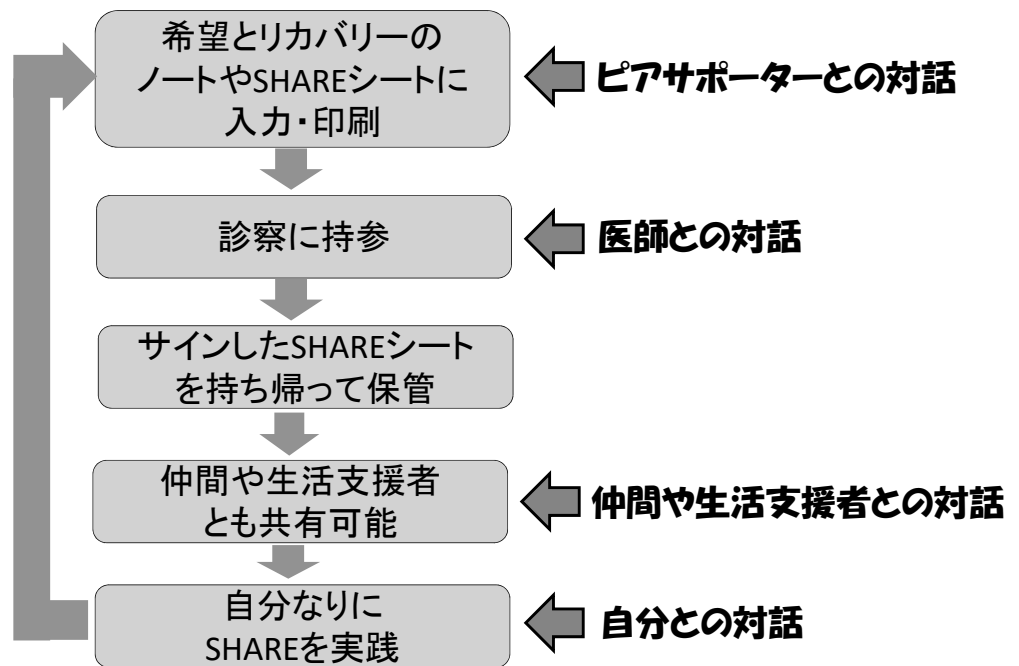 希望とリカバリーの
ノートやSHAREシートに
入力・印刷
ピアサポーターとの対話
診察に持参
医師との対話
サインしたSHAREシート
を持ち帰って保管
仲間や生活支援者
とも共有可能
仲間や生活支援者との対話
自分なりに
SHAREを実践
自分との対話